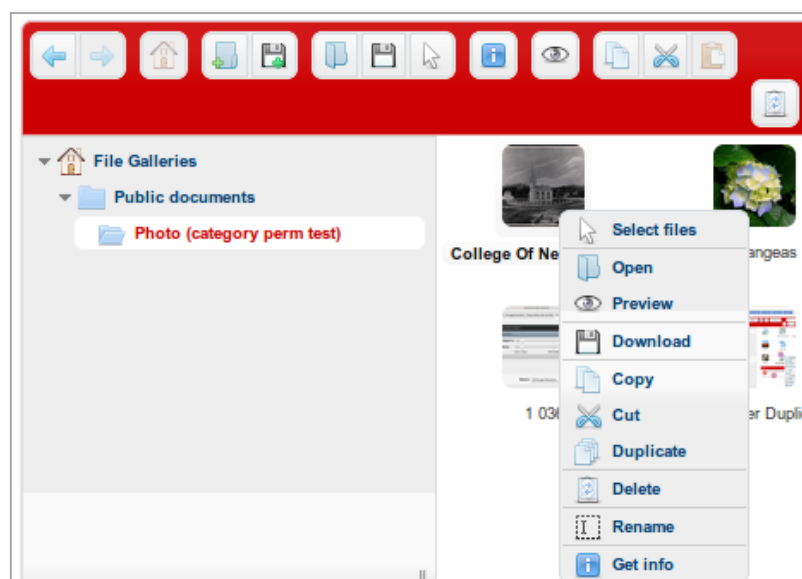 File Galleries
Public documents
Photo (category perm test)
College Of Ne
angeas
1 036
er Dupli
Select files
Open
Preview
Download
Copy
Cut
Duplicate
Delete
Rename
Get info